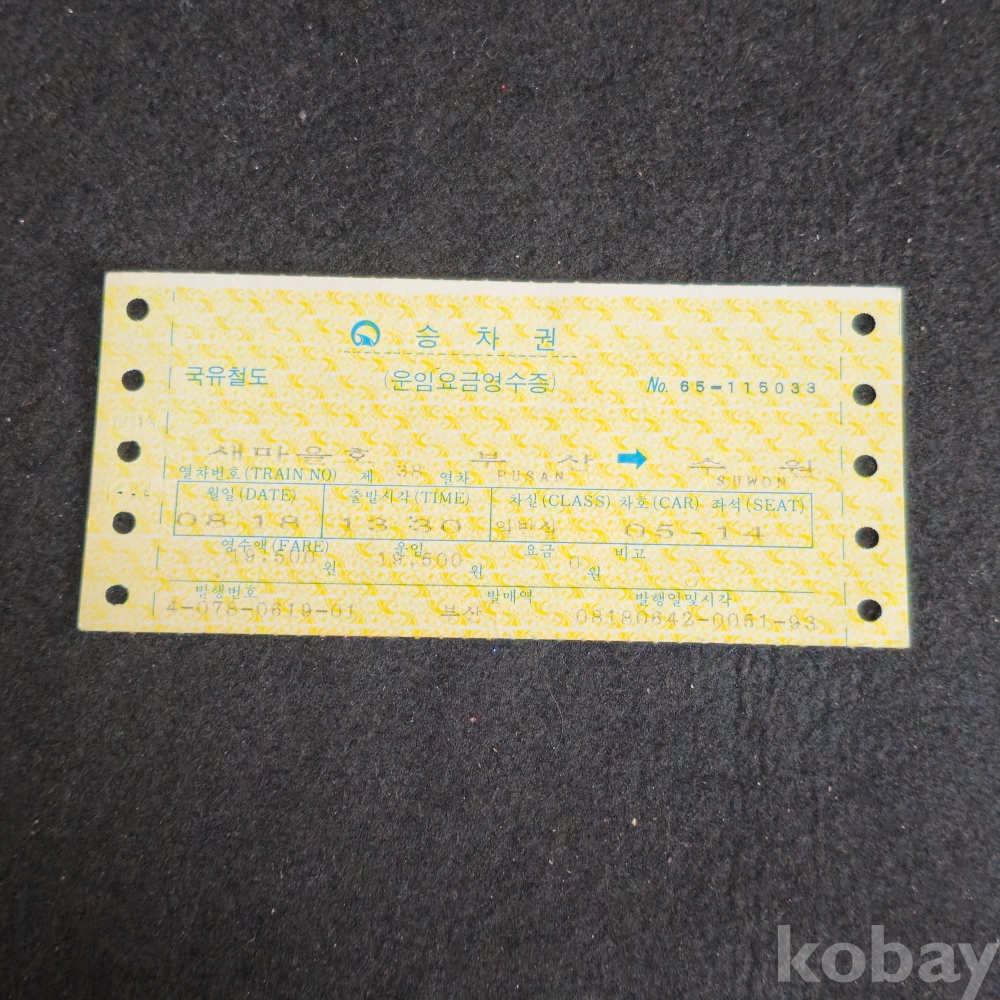 승 차 권
국유철도 (운임요금영수증) No. 65-115033
새마을호 부 산 ➡ 수 원
열차번호 (TRAIN NO) 제 38 열차 PUSAN SUWON
월일 (DATE) 출발시각 (TIME) 차실 (CLASS) 차호 (CAR) 좌석 (SEAT)
08.18 13:30 일반실 05-14
영수액 (FARE) 운임 요금 비고
19,500 원 19,500 원 0 원
발행번호 발매역 발행일및시각
4-078-0619-01 부산 08180642-0051-93
kobay